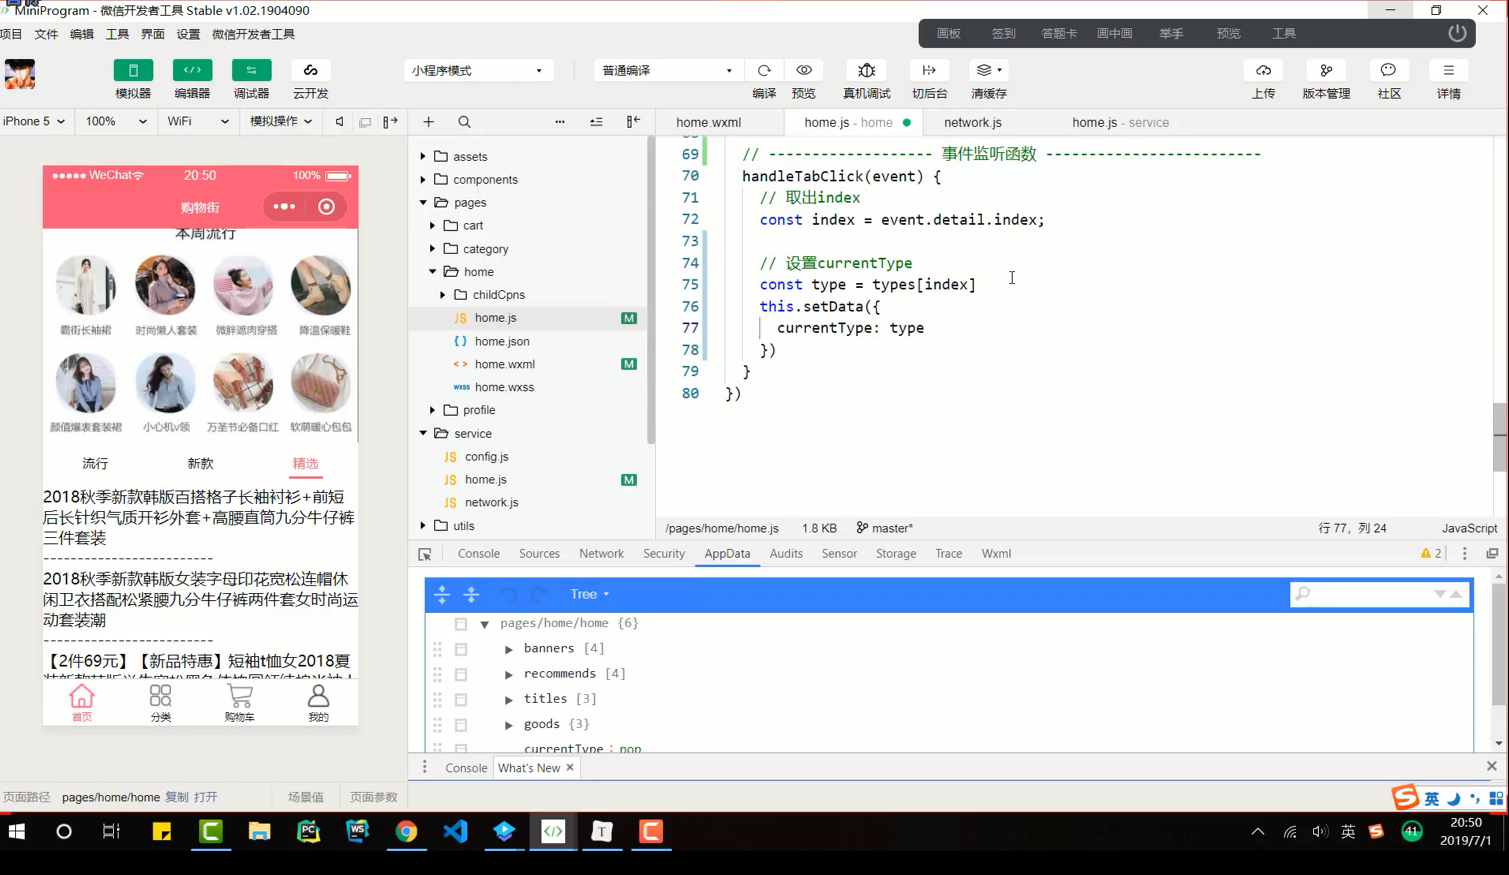 MiniProgram - 微信开发者工具 Stable v1.02.1904090
项目 文件 编辑 工具 界面 设置 微信开发者工具
画板 签到 答题卡 画中画 举手 预览 工具
小程序模式 普通编译
模拟器 编辑器 调试器 云开发 编译 预览 真机调试 切后台 清缓存 上传 版本管理 社区 详情
iPhone 5 100% WiFi 模拟操作
home.wxml home.js - home network.js home.js - service
WeChat 20:50 100%
购物街
本周流行
霸街长袖裙 时尚懒人套装 微胖遮肉穿搭 降温保暖鞋
颜值爆表套装裙 小心机v领 万圣节必备口红 软萌暖心包包
流行 新款 精选
2018秋季新款韩版百搭格子长袖衬衫+前短
后长针织气质开衫外套+高腰直筒九分牛仔裤
三件套装
------------------------
2018秋季新款韩版女装字母印花宽松连帽休
闲卫衣搭配松紧腰九分牛仔裤两件套女时尚运
动套装潮
------------------------
【2件69元】【新品特惠】短袖t恤女2018夏
首页 分类 购物车 我的
页面路径 pages/home/home 复制 打开 场景值 页面参数
assets
components
pages
cart
category
home
childCpns
JS home.js M
{ } home.json
< > home.wxml M
wxss home.wxss
profile
service
JS config.js
JS home.js M
JS network.js
utils
69 // ------------------- 事件监听函数 -------------------------
70 handleTabClick(event) {
71 // 取出index
72 const index = event.detail.index;
73
74 // 设置currentType
75 const type = types[index]
76 this.setData({
77 currentType: type
78 })
79 }
80 })
/pages/home/home.js 1.8 KB master* 行 77，列 24 JavaScript
Console Sources Network Security AppData Audits Sensor Storage Trace Wxml 2
Tree
pages/home/home {6}
banners [4]
recommends [4]
titles [3]
goods {3}
currentType : pop
Console What's New
英
PC WS T 英 41
20:50
2019/7/1